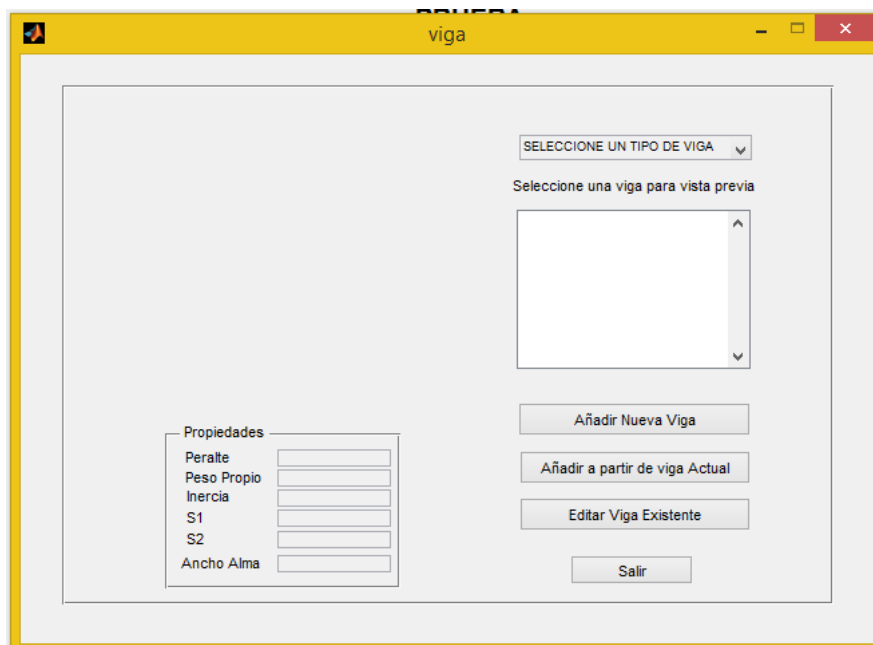 PRUEBA
viga
SELECCIONE UN TIPO DE VIGA
Seleccione una viga para vista previa
Añadir Nueva Viga
Añadir a partir de viga Actual
Editar Viga Existente
Salir
Propiedades
Peralte
Peso Propio
Inercia
S1
S2
Ancho Alma